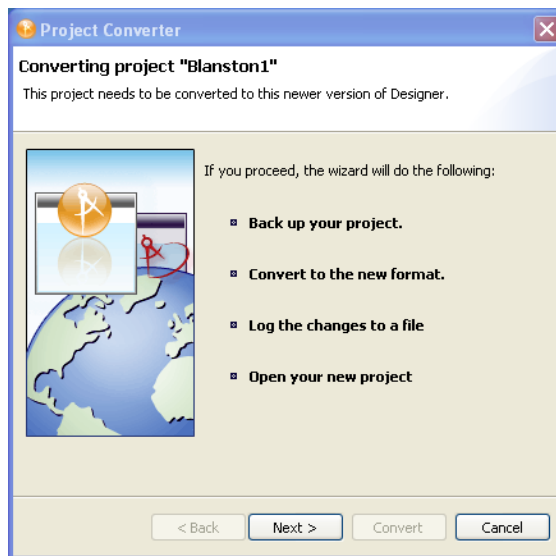 Project Converter
Converting project "Blanston1"
This project needs to be converted to this newer version of Designer.
If you proceed, the wizard will do the following:
Back up your project.
Convert to the new format.
Log the changes to a file
Open your new project
< Back
Next >
Convert
Cancel